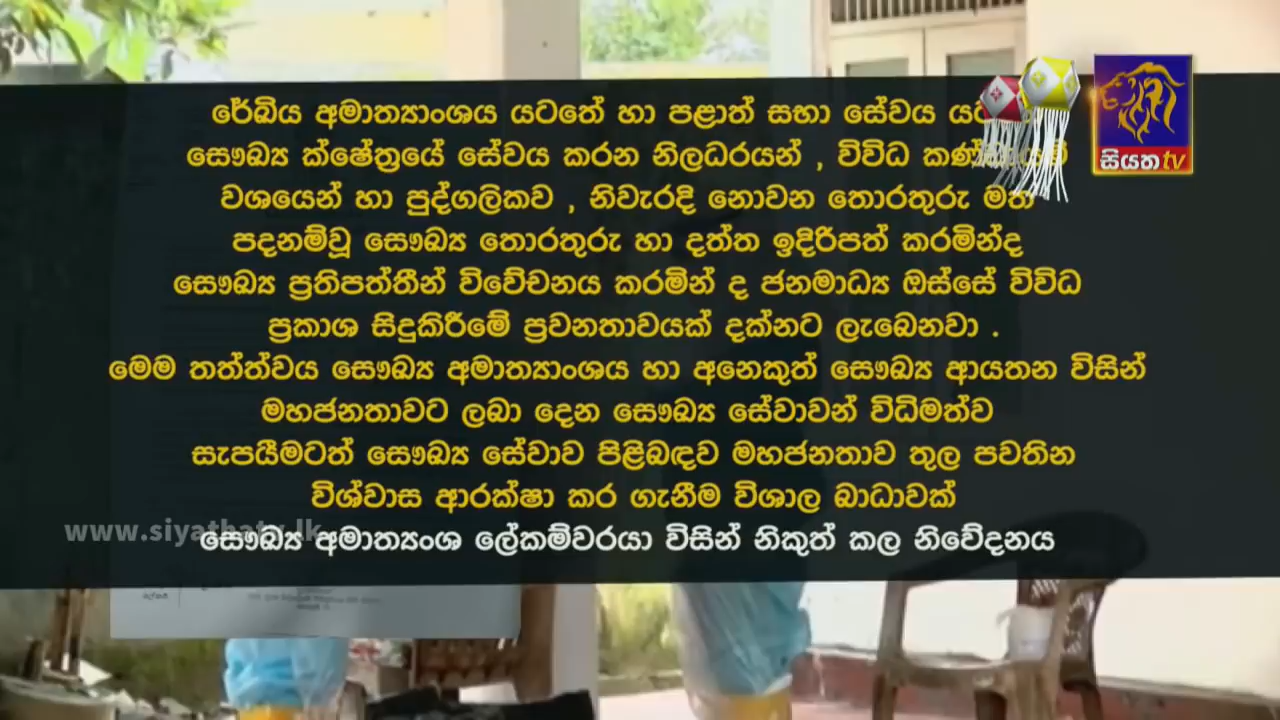 රේඛීය අමාත්‍යාංශය යටතේ හා පළාත් සභා සේවය
සෞඛ්‍ය ක්ෂේත්‍රයේ සේවය කරන නිලධරයන් , විවිධ
වශයෙන් හා පුද්ගලිකව , නිවැරදි නොවන තොරතුරු මත
පදනම්වූ සෞඛ්‍ය තොරතුරු හා දත්ත ඉදිරිපත් කරමින්ද
සෞඛ්‍ය ප්‍රතිපත්තීන් විවේචනය කරමින් ද ජනමාධ්‍ය ඔස්සේ විවිධ
ප්‍රකාශ සිදුකිරීමේ ප්‍රවනතාවයක් දක්නට ලැබෙනවා .
මෙම තත්ත්වය සෞඛ්‍ය අමාත්‍යාංශය හා අනෙකුත් සෞඛ්‍ය ආයතන විසින්
මහජනතාවට ලබා දෙන සෞඛ්‍ය සේවාවන් විධිමත්ව
සැපයීමටත් සෞඛ්‍ය සේවාව පිළිබඳව මහජනතාව තුල පවතින
විශ්වාස ආරක්ෂා කර ගැනීම විශාල බාධාවක්
සෞඛ්‍ය අමාත්‍යංශ ලේකම්වරයා විසින් නිකුත් කල නිවේදනය
www.siyathatv.lk
සියත tv